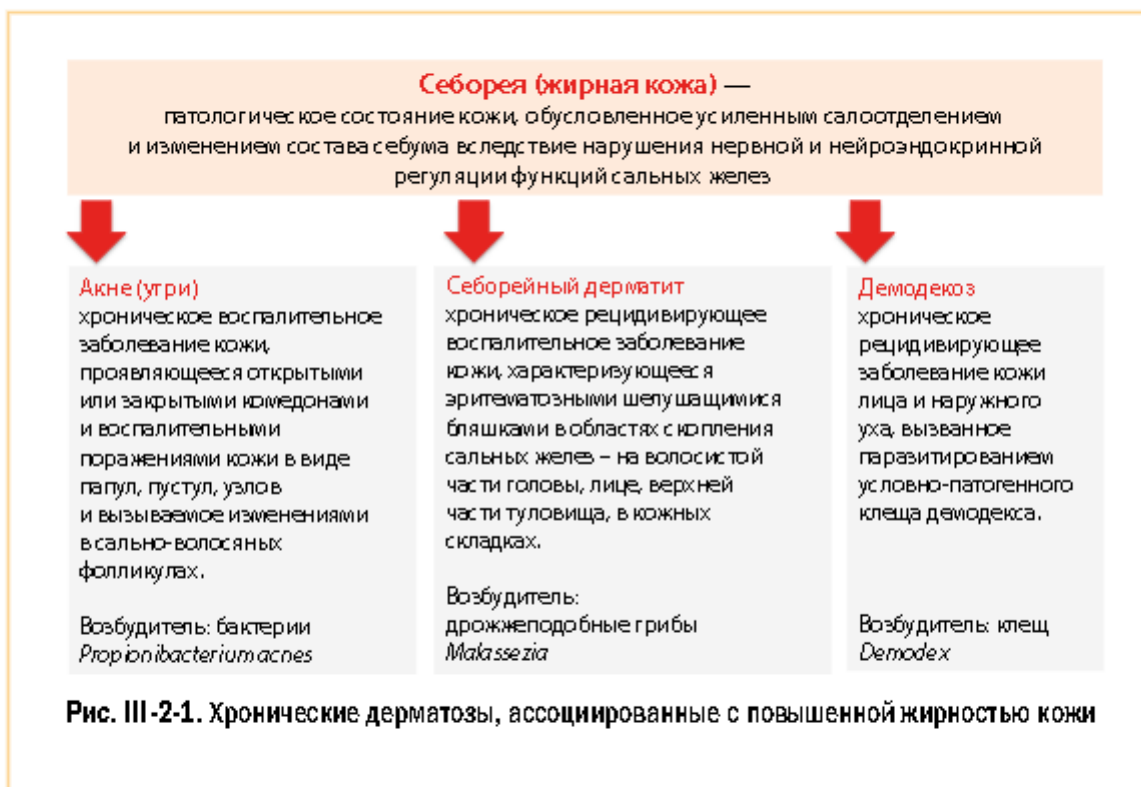 Себорея (жирная кожа) —
патологическое состояние кожи, обусловленное усиленным салоотделением
и изменением состава себума вследствие нарушения нервной и нейроэндокринной
регуляции функций сальных желез
Акне (угри)
хроническое воспалительное
заболевание кожи,
проявляющееся открытыми
или закрытыми комедонами
и воспалительными
поражениями кожи в виде
папул, пустул, узлов
и вызываемое изменениями
в сально-волосяных
фолликулах.
Возбудитель: бактерии
Propionibacterium acnes
Себорейный дерматит
хроническое рецидивирующее
воспалительное заболевание
кожи, характеризующееся
эритематозными шелушащимися
бляшками в областях скопления
сальных желез – на волосистой
части головы, лице, верхней
части туловища, в кожных
складках.
Возбудитель:
дрожжеподобные грибы
Malassezia
Демодекоз
хроническое
рецидивирующее
заболевание кожи
лица и наружного
уха, вызванное
паразитированием
условно-патогенного
клеща демодекса.
Возбудитель: клещ
Demodex
Рис. III-2-1. Хронические дерматозы, ассоциированные с повышенной жирностью кожи